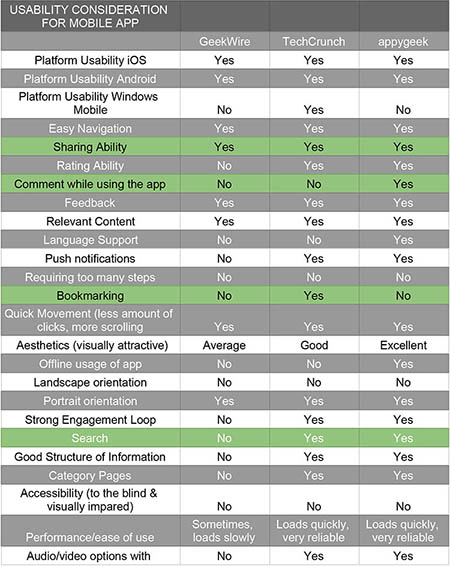 USABILITY CONSIDERATION
FOR MOBILE APP
GeekWire TechCrunch appygeek
Platform Usability iOS Yes Yes Yes
Platform Usability Android Yes Yes Yes
Platform Usability Windows
Mobile No Yes No
Easy Navigation Yes Yes Yes
Sharing Ability Yes Yes Yes
Rating Ability No Yes Yes
Comment while using the app No No Yes
Feedback Yes Yes Yes
Relevant Content Yes Yes Yes
Language Support No No Yes
Push notifications No Yes Yes
Requiring too many steps No No No
Bookmarking No Yes No
Quick Movement (less amount of
clicks, more scrolling Yes Yes Yes
Aesthetics (visually attractive) Average Good Excellent
Offline usage of app No No Yes
Landscape orientation No No No
Portrait orientation Yes Yes Yes
Strong Engagement Loop No Yes Yes
Search No Yes Yes
Good Structure of Information No Yes Yes
Category Pages No Yes Yes
Accessibility (to the blind &
visually impared) No No No
Sometimes, Loads quickly, Loads quickly,
Performance/ease of use loads slowly very reliable very reliable
Audio/video options with No Yes Yes